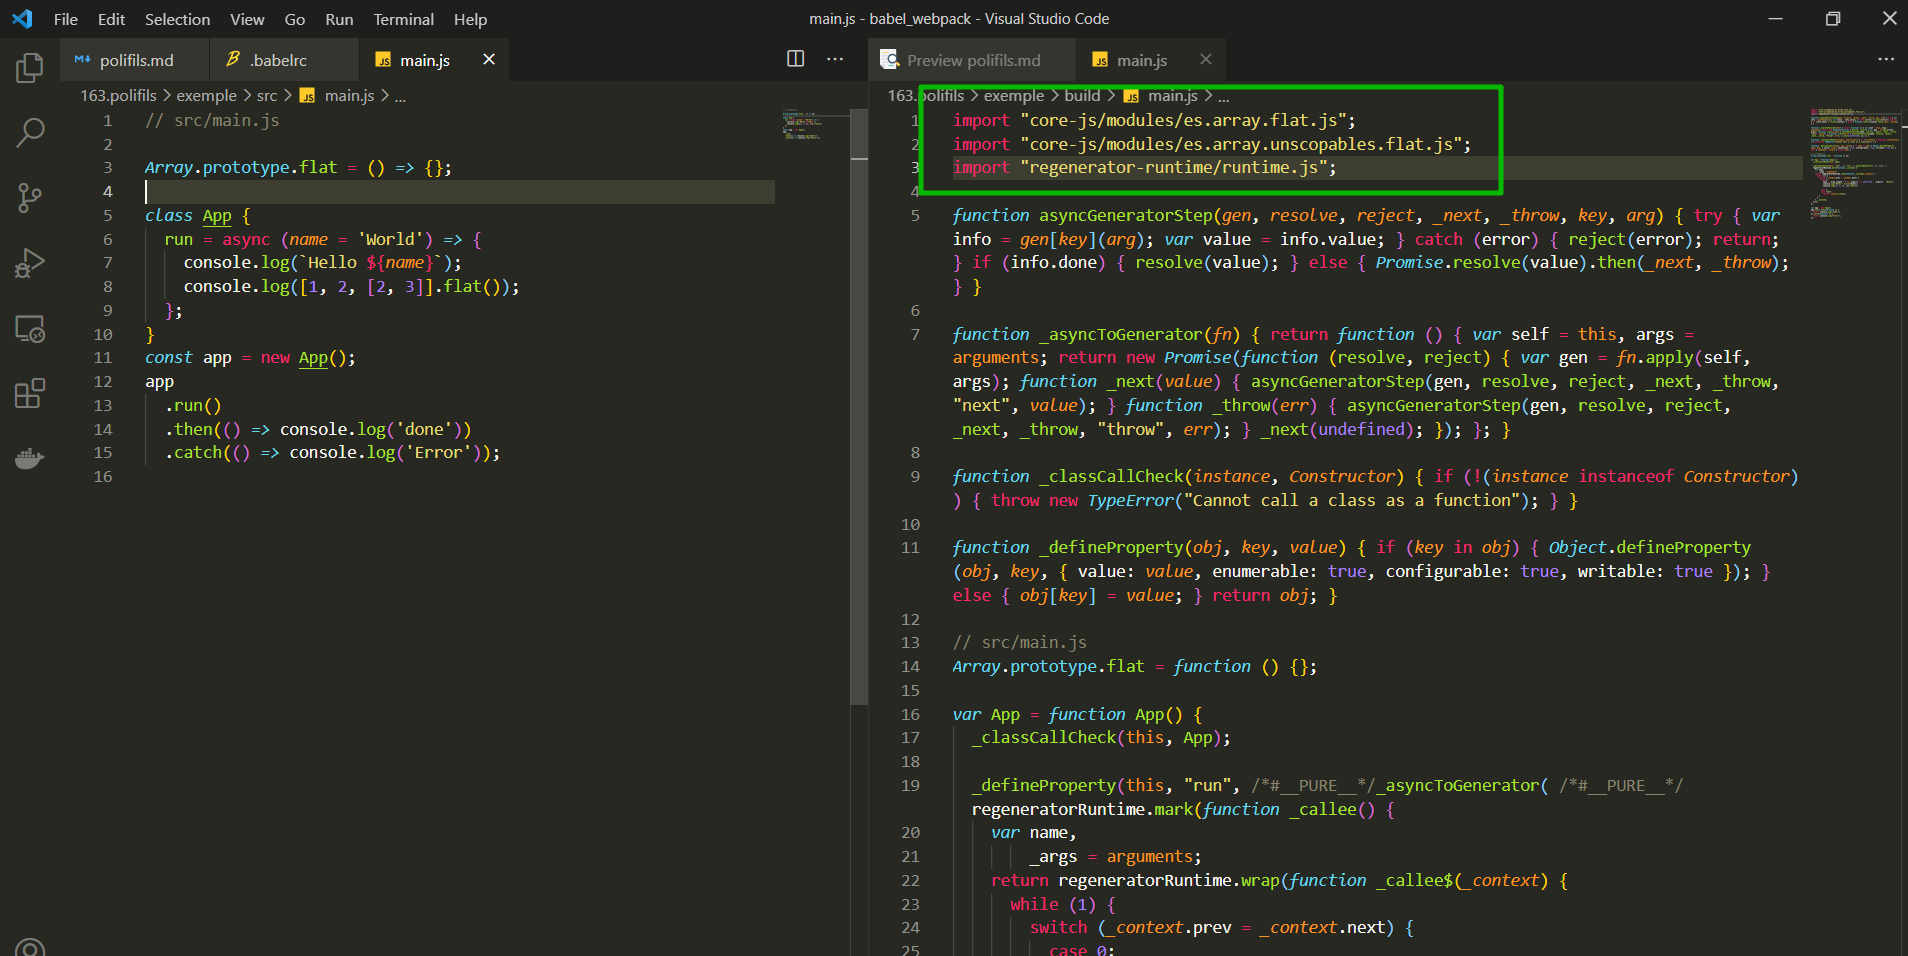 File Edit Selection View Go Run Terminal Help
main.js - babel_webpack - Visual Studio Code
polifils.md
.babelrc
JS main.js
163.polifils > exemple > src > JS main.js > ...
1 // src/main.js
2
3 Array.prototype.flat = () => {};
4
5 class App {
6 run = async (name = 'World') => {
7 console.log(`Hello ${name}`);
8 console.log([1, 2, [2, 3]].flat());
9 };
10 }
11 const app = new App();
12 app
13 .run()
14 .then(() => console.log('done'))
15 .catch(() => console.log('Error'));
16
Preview polifils.md
JS main.js
163.polifils > exemple > build > JS main.js > ...
1 import "core-js/modules/es.array.flat.js";
2 import "core-js/modules/es.array.unscopables.flat.js";
3 import "regenerator-runtime/runtime.js";
4
5 function asyncGeneratorStep(gen, resolve, reject, _next, _throw, key, arg) { try { var
info = gen[key](arg); var value = info.value; } catch (error) { reject(error); return;
} if (info.done) { resolve(value); } else { Promise.resolve(value).then(_next, _throw);
} }
6
7 function _asyncToGenerator(fn) { return function () { var self = this, args =
arguments; return new Promise(function (resolve, reject) { var gen = fn.apply(self,
args); function _next(value) { asyncGeneratorStep(gen, resolve, reject, _next, _throw,
"next", value); } function _throw(err) { asyncGeneratorStep(gen, resolve, reject,
_next, _throw, "throw", err); } _next(undefined); }); }; }
8
9 function _classCallCheck(instance, Constructor) { if (!(instance instanceof Constructor)
) { throw new TypeError("Cannot call a class as a function"); } }
10
11 function _defineProperty(obj, key, value) { if (key in obj) { Object.defineProperty
(obj, key, { value: value, enumerable: true, configurable: true, writable: true }); }
else { obj[key] = value; } return obj; }
12
13 // src/main.js
14 Array.prototype.flat = function () {};
15
16 var App = function App() {
17 _classCallCheck(this, App);
18
19 _defineProperty(this, "run", /*#__PURE__*/_asyncToGenerator( /*#__PURE__*/
regeneratorRuntime.mark(function _callee() {
20 var name,
21 _args = arguments;
22 return regeneratorRuntime.wrap(function _callee$(_context) {
23 while (1) {
24 switch (_context.prev = _context.next) {
25 case 0: